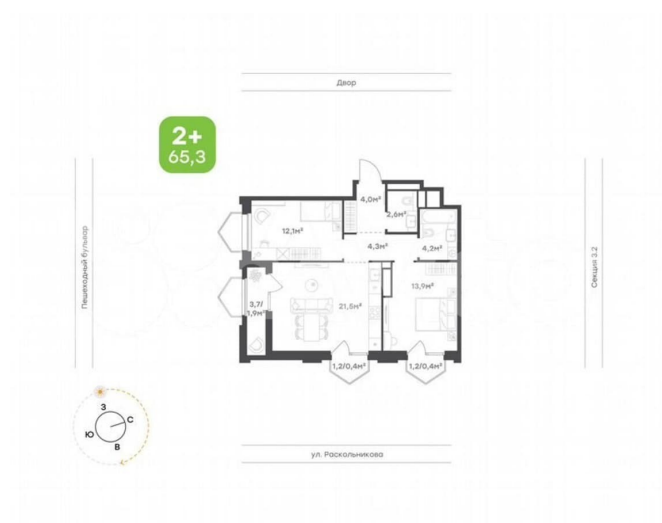 Двор
2+
65,3
4,0м²
2,6м²
12,1м²
4,3м²
4,2м²
Пешеходный бульвар
Секция 3.2
3,7/
1,9м²
21,5м²
13,9м²
1,2/0,4м²
1,2/0,4м²
З
С
Ю
В
ул. Раскольникова